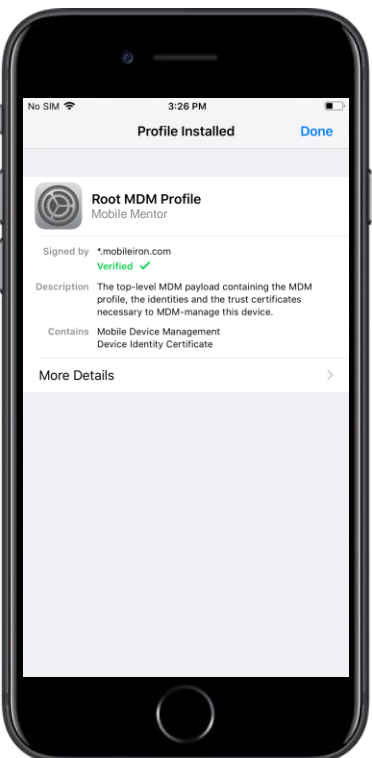 No SIM 3:26 PM
Profile Installed Done
Root MDM Profile
Mobile Mentor
Signed by *.mobileiron.com
Verified ✓
Description The top-level MDM payload containing the MDM
profile, the identities and the trust certificates
necessary to MDM-manage this device.
Contains Mobile Device Management
Device Identity Certificate
More Details